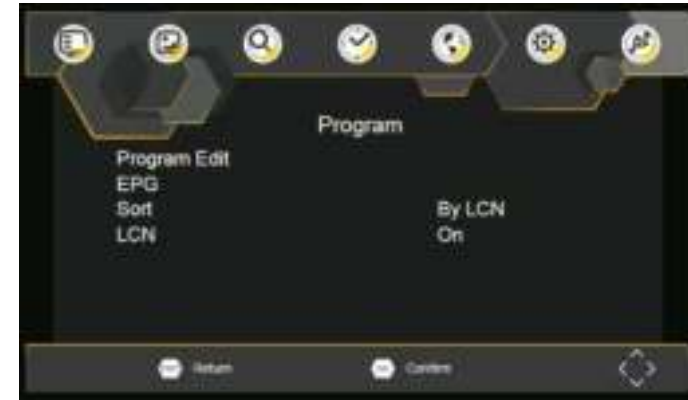 Program
Program Edit
EPG
Sort By LCN
LCN On
Return
Confirm